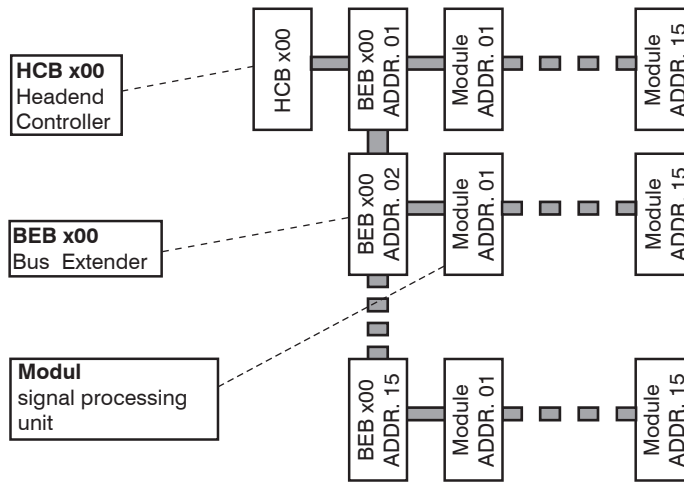 HCB x00
Headend
Controller
HCB x00
BEB x00
ADDR. 01
Module
ADDR. 01
Module
ADDR. 15
BEB x00
Bus Extender
BEB x00
ADDR. 02
Module
ADDR. 01
Module
ADDR. 15
Modul
signal processing
unit
BEB x00
ADDR. 15
Module
ADDR. 01
Module
ADDR. 15